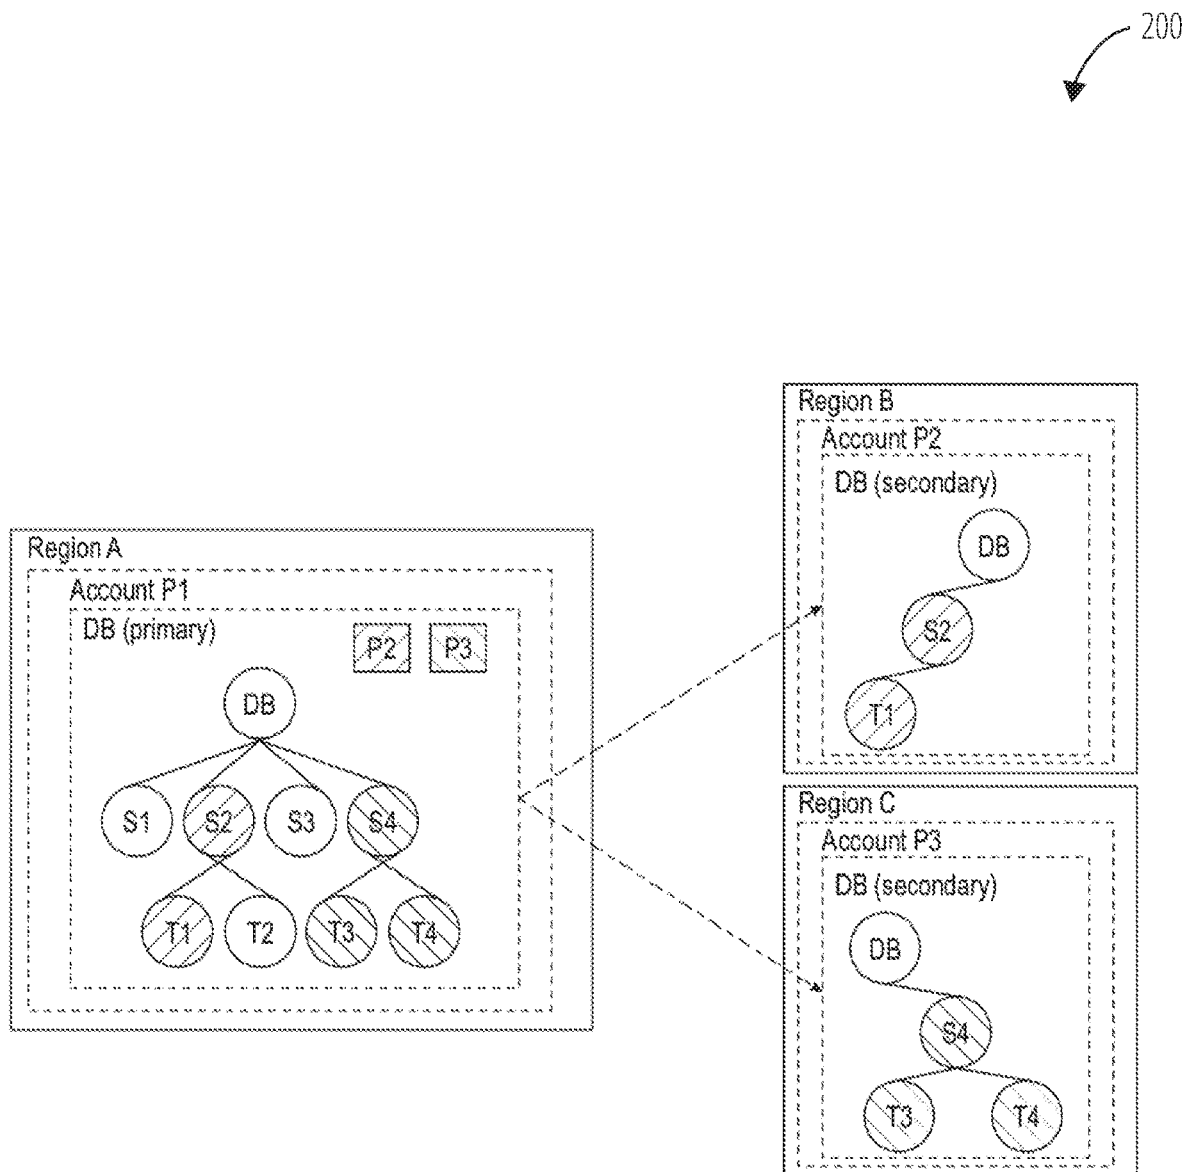 200
Region A
Account P1
DB (primary)
P2 P3
DB
S1 S2 S3 S4
T1 T2 T3 T4
Region B
Account P2
DB (secondary)
DB
S2
T1
Region C
Account P3
DB (secondary)
DB
S4
T3 T4